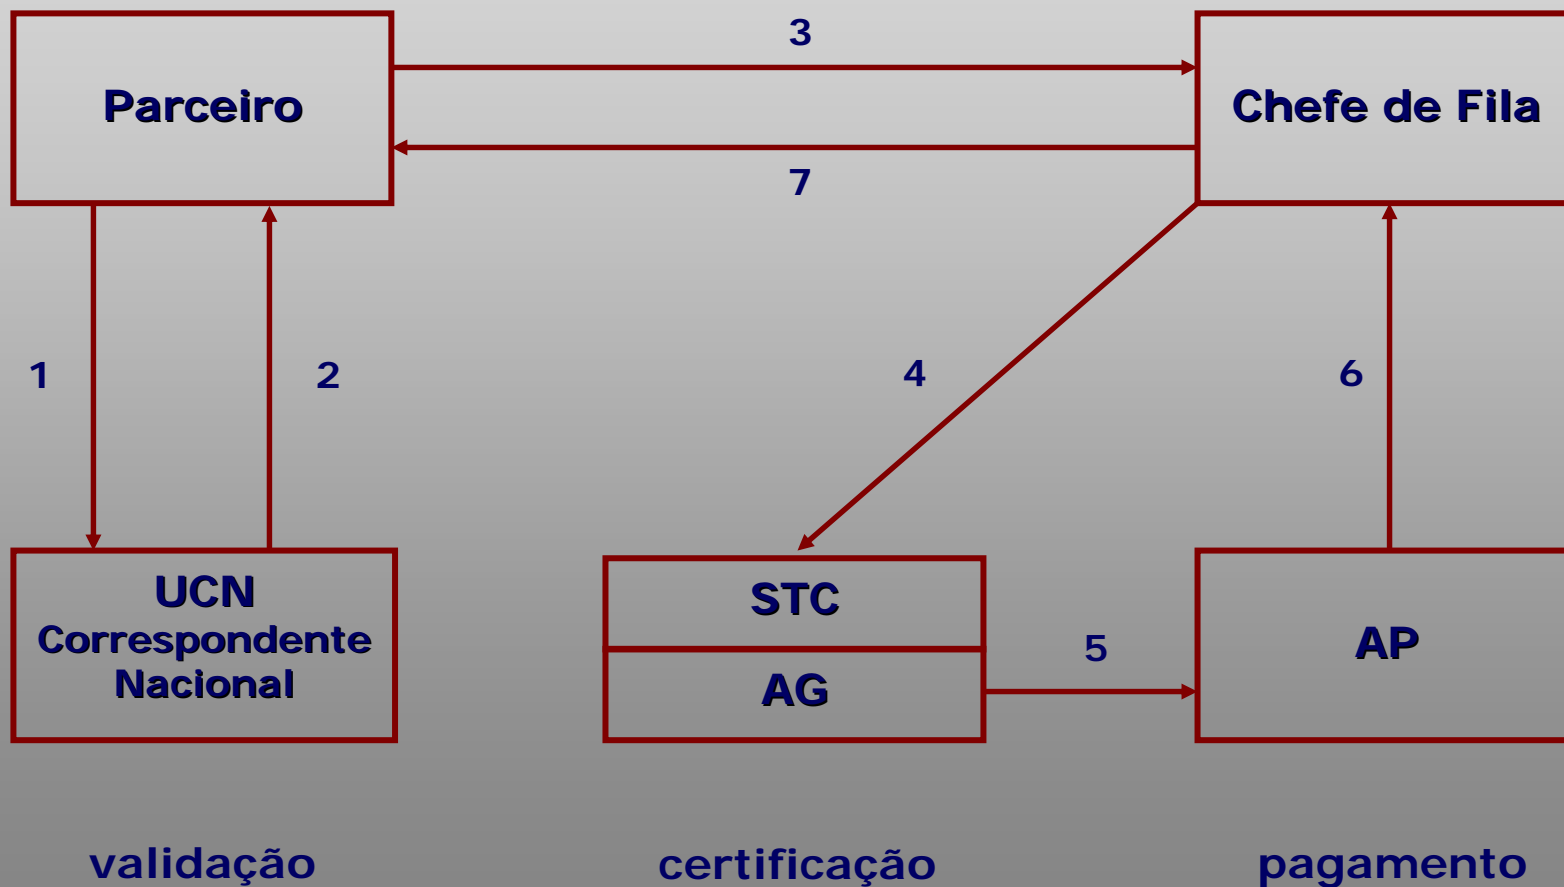 3
Parceiro
Chefe de Fila
7
1
2
4
6
UCN
Correspondente
Nacional
STC
AG
5
AP
validação
certificação
pagamento